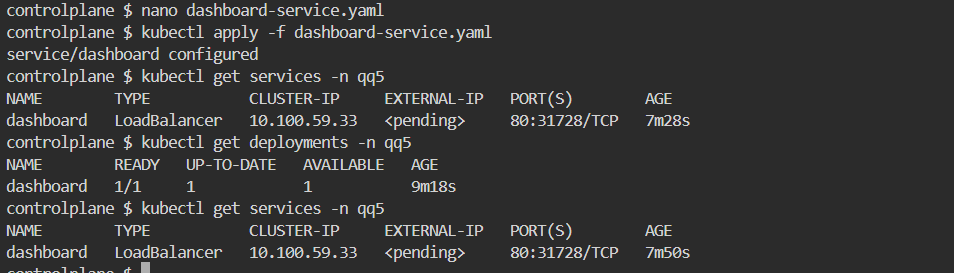 controlplane $ nano dashboard-service.yaml
controlplane $ kubectl apply -f dashboard-service.yaml
service/dashboard configured
controlplane $ kubectl get services -n qq5
NAME        TYPE           CLUSTER-IP     EXTERNAL-IP   PORT(S)        AGE
dashboard   LoadBalancer   10.100.59.33   <pending>     80:31728/TCP   7m28s
controlplane $ kubectl get deployments -n qq5
NAME        READY   UP-TO-DATE   AVAILABLE   AGE
dashboard   1/1     1            1           9m18s
controlplane $ kubectl get services -n qq5
NAME        TYPE           CLUSTER-IP     EXTERNAL-IP   PORT(S)        AGE
dashboard   LoadBalancer   10.100.59.33   <pending>     80:31728/TCP   7m50s
controlplane $